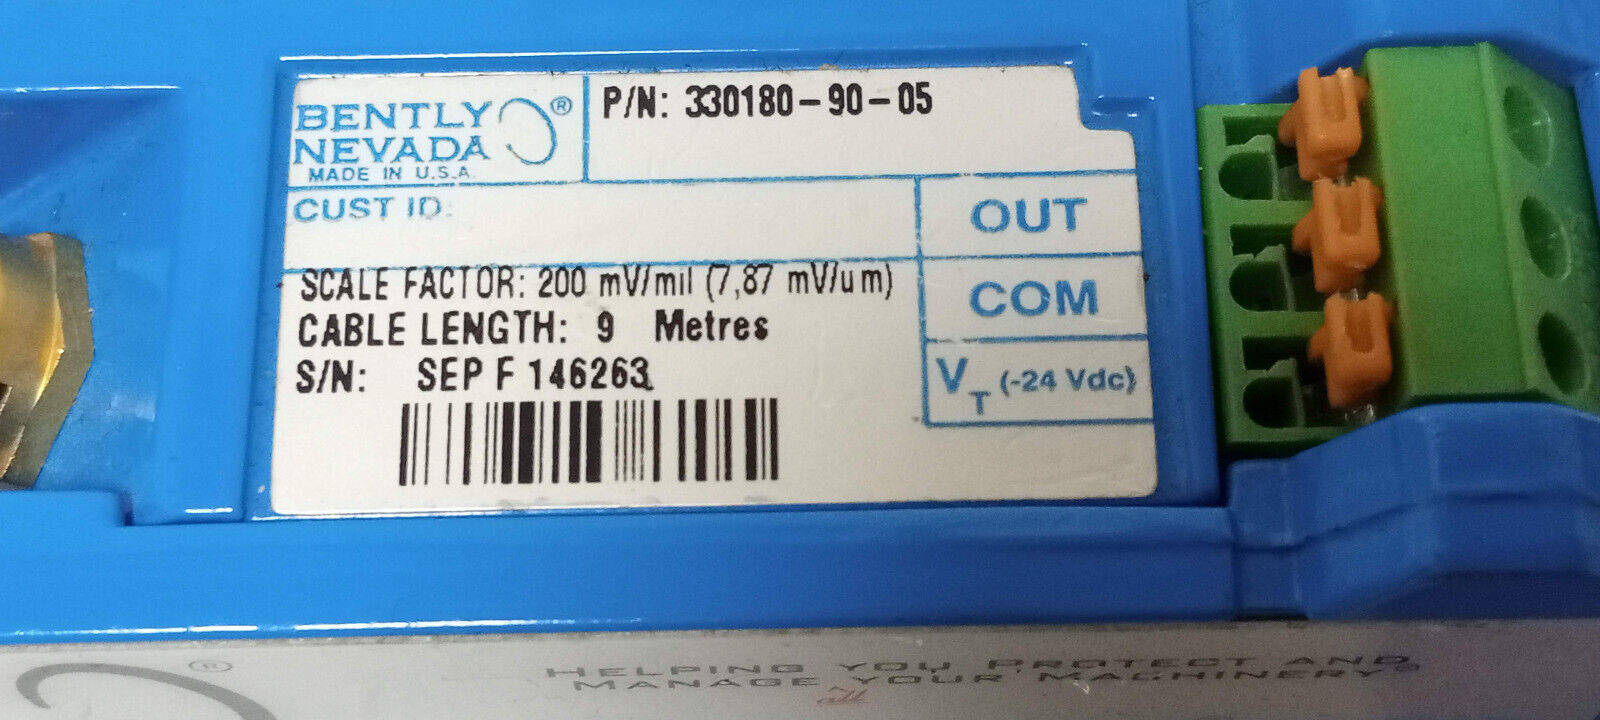 BENTLY ®
NEVADA
MADE IN U.S.A.
P/N: 330180-90-05
CUST ID:
OUT
SCALE FACTOR: 200 mV/mil (7,87 mV/um)
COM
CABLE LENGTH: 9 Metres
S/N: SEP F 146263
VT (-24 Vdc)
®
HELPING YOU PROTECT AND
MANAGE YOUR MACHINERY®